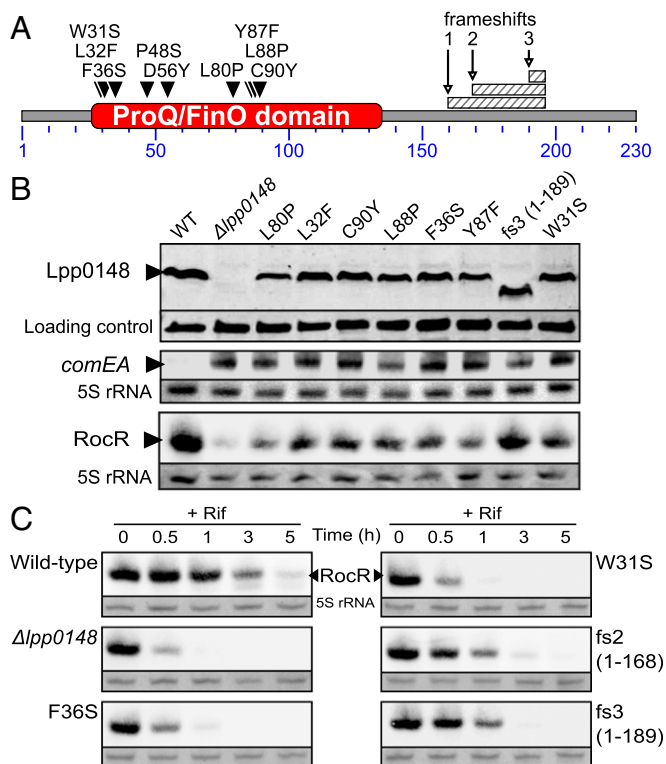 A
W31S
L32F
F36S
P48S
D56Y
L80P
Y87F
L88P
C90Y
frameshifts
1 2 3
ProQ/FinO domain
1 50 100 150 200 230
B
WT Δlpp0148 L80P L32F C90Y L88P F36S Y87F fs3 (1-189) W31S
Lpp0148
Loading control
comEA
5S rRNA
RocR
5S rRNA
C
+ Rif + Rif
0 0.5 1 3 5 Time (h) 0 0.5 1 3 5
Wild-type RocR W31S
5S rRNA
Δlpp0148 fs2
(1-168)
F36S fs3
(1-189)